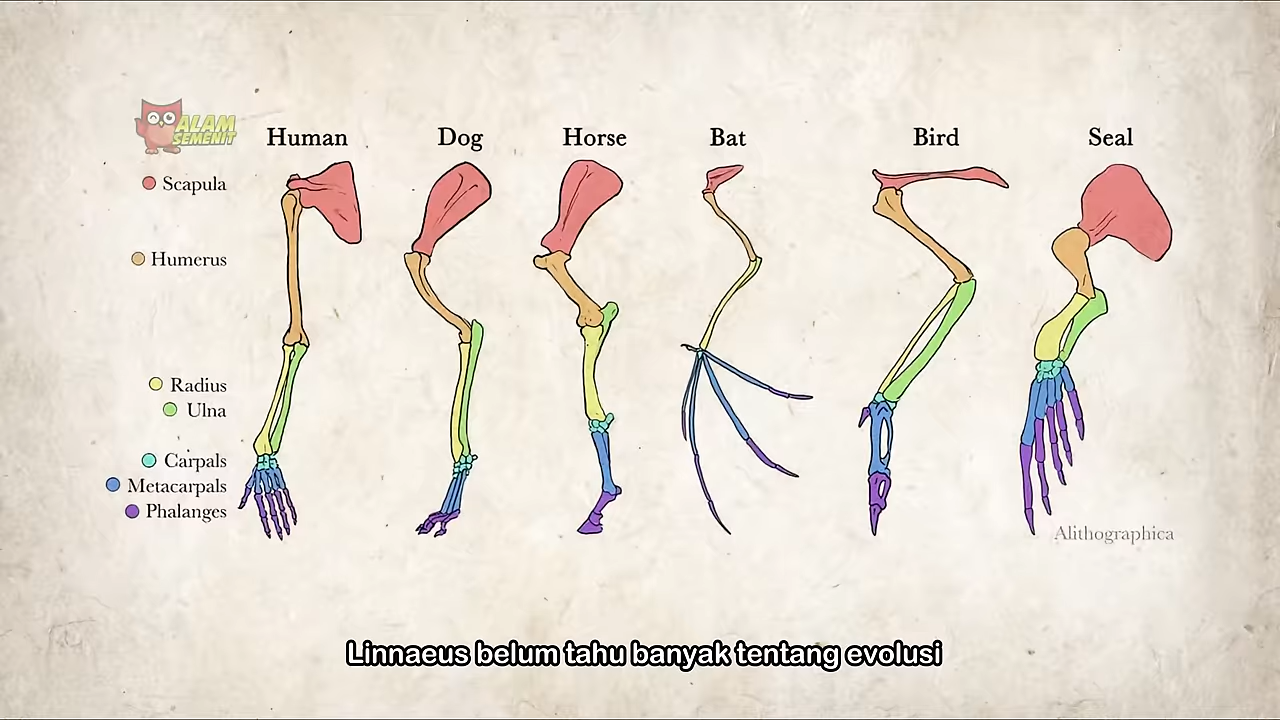 ALAM
SEMENIT
Human
Dog
Horse
Bat
Bird
Seal
Scapula
Humerus
Radius
Ulna
Carpals
Metacarpals
Phalanges
Alithographica
Linnaeus belum tahu banyak tentang evolusi